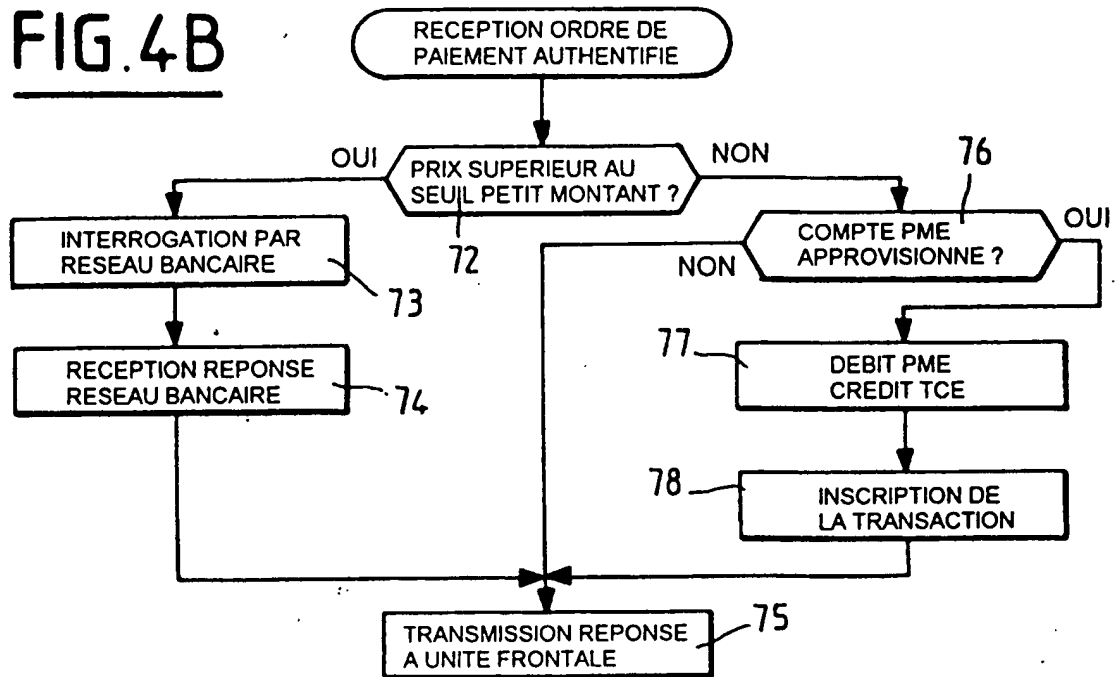 FIG.4B
RECEPTION ORDRE DE
PAIEMENT AUTHENTIFIE
OUI
PRIX SUPERIEUR AU
SEUIL PETIT MONTANT ?
NON
72
76
INTERROGATION PAR
RESEAU BANCAIRE
73
COMPTE PME
APPROVISIONNE ?
NON
OUI
RECEPTION REPONSE
RESEAU BANCAIRE
74
77
DEBIT PME
CREDIT TCE
78
INSCRIPTION DE
LA TRANSACTION
TRANSMISSION REPONSE
A UNITE FRONTALE
75